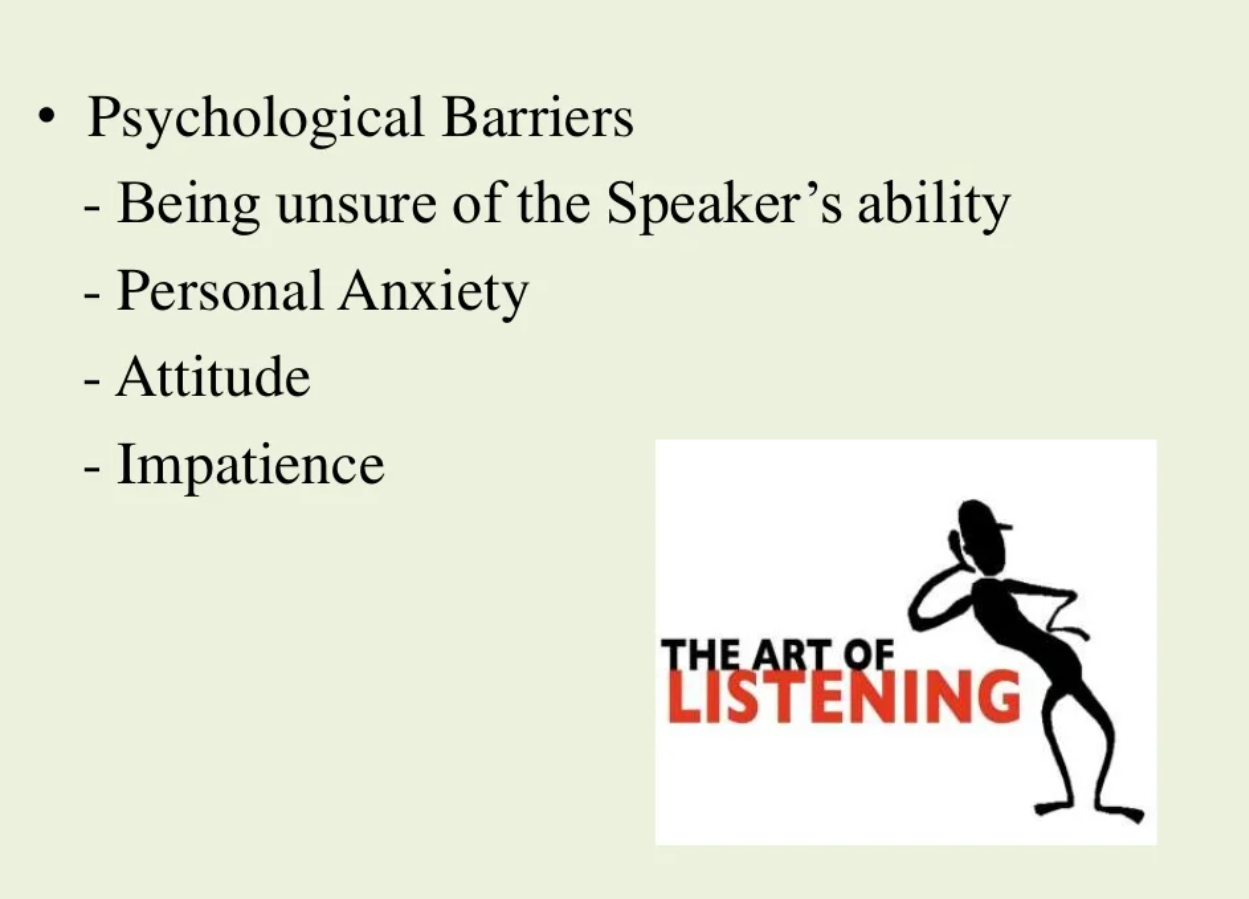 • Psychological Barriers
- Being unsure of the Speaker’s ability
- Personal Anxiety
- Attitude
- Impatience
THE ART OF
LISTENING